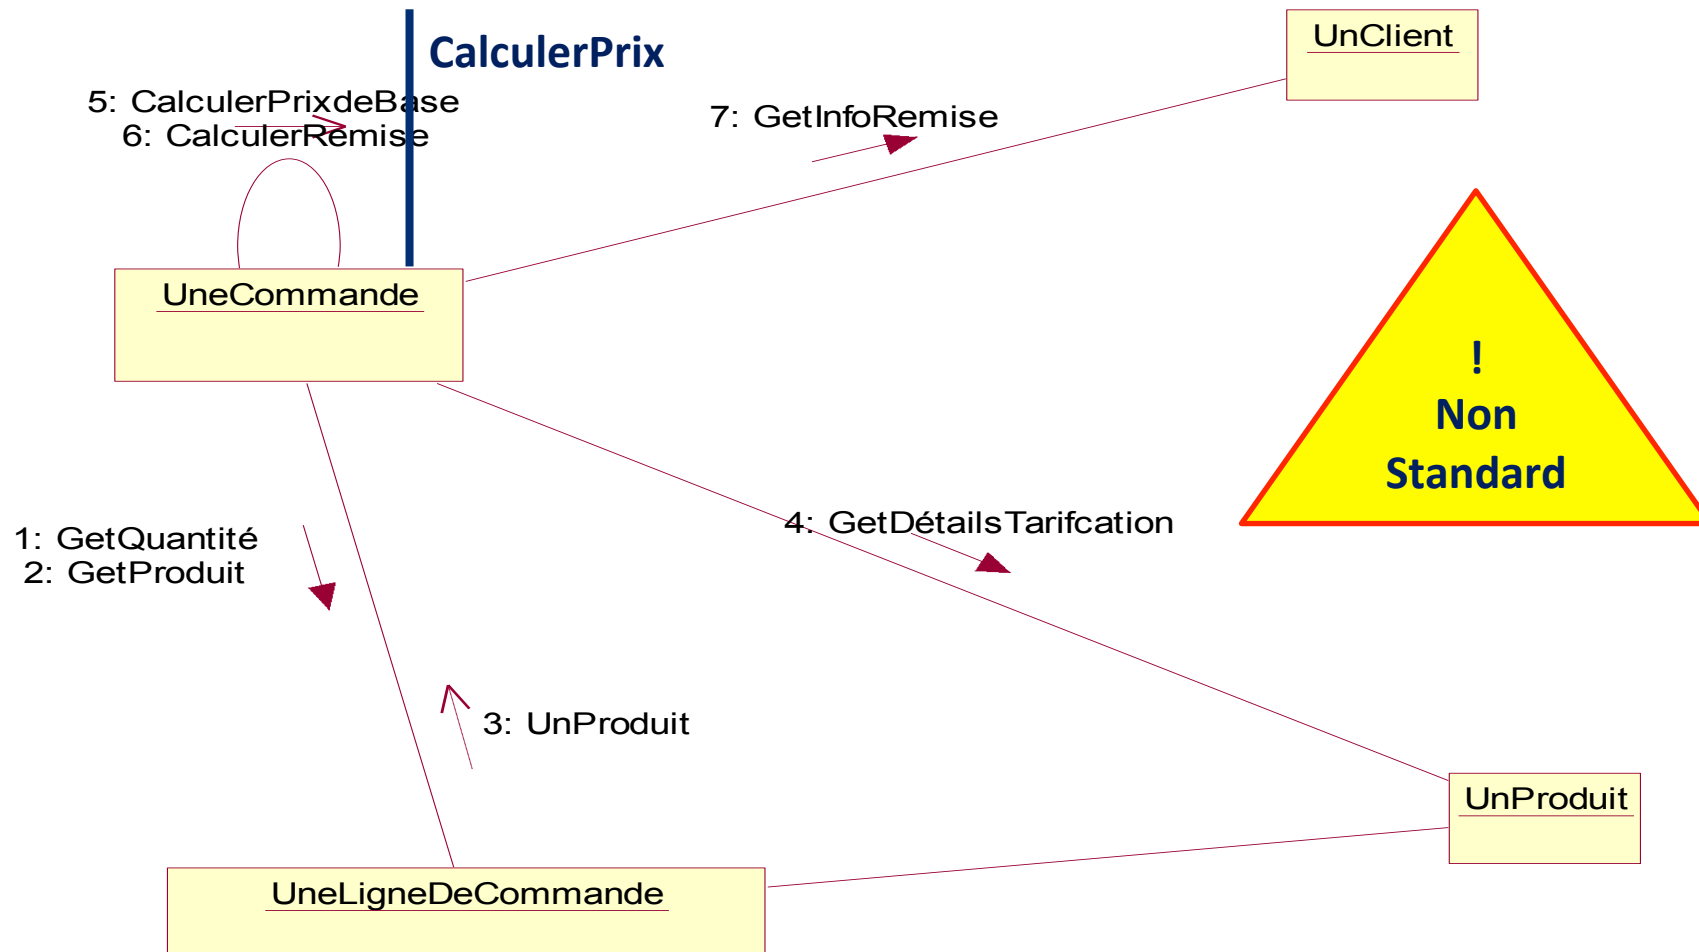 CalculerPrix
UnClient
5: CalculerPrixdeBase
6: CalculerRemise
7: GetInfoRemise
UneCommande
!
Non
Standard
1: GetQuantité
2: GetProduit
4: GetDétailsTarifcation
3: UnProduit
UnProduit
UneLigneDeCommande